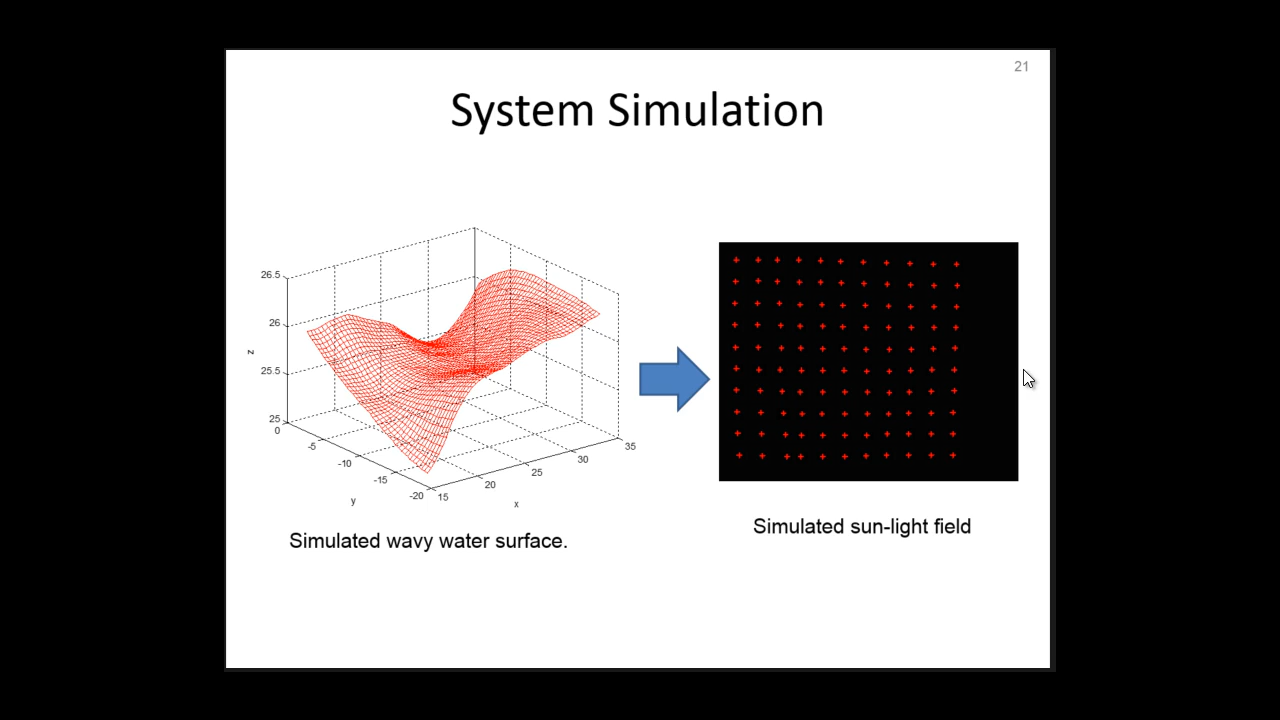 21
System Simulation
26.5
26
25.5
25
z
0
-5
-10
-15
-20
y
15
20
25
30
35
x
Simulated wavy water surface.
Simulated sun-light field